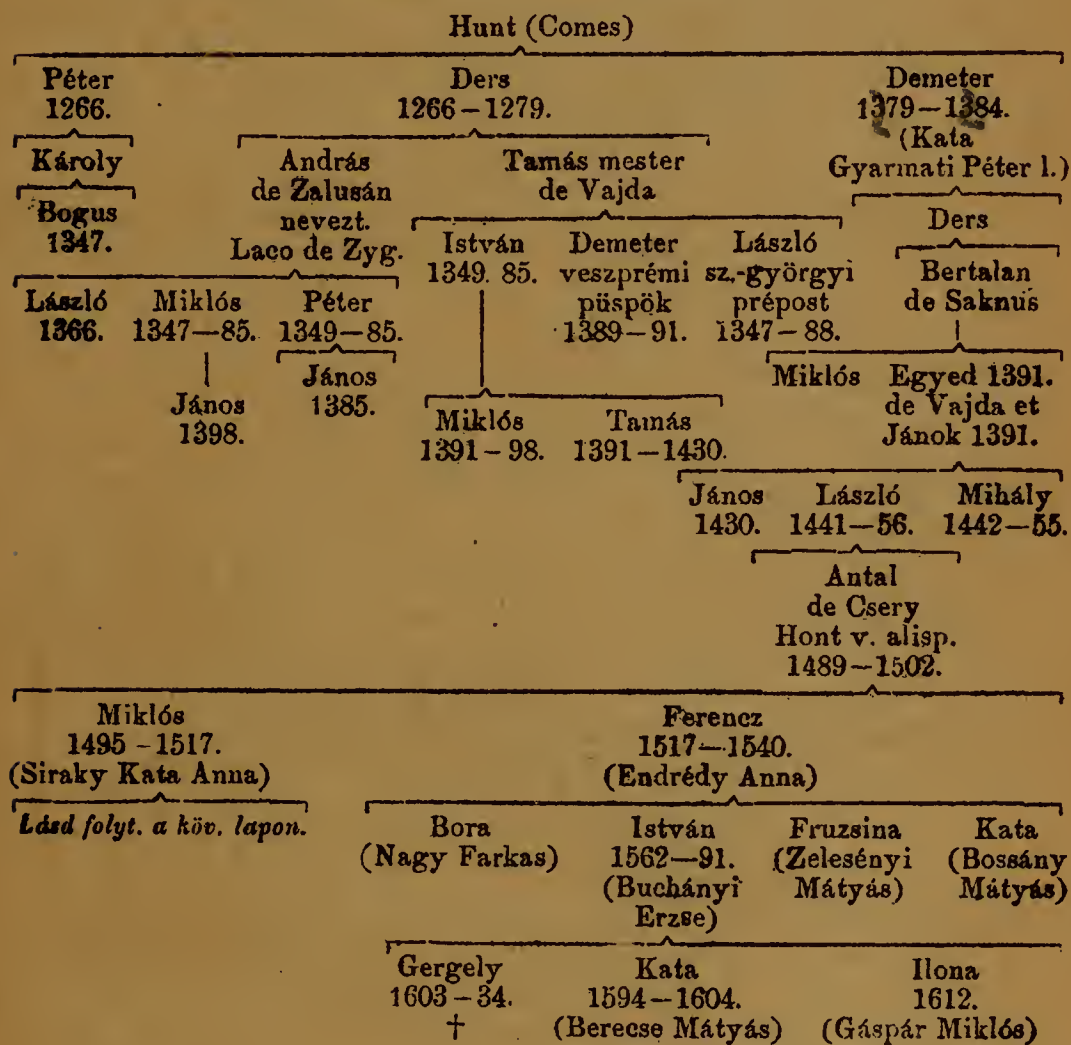 Hunt (Comes)
Péter Ders Demeter
1266. 1266–1279. 1379–1384.
(Kata
Károly András Tamás mester Gyarmati Péter l.)
de Zalusán de Vajda
Bogus nevezt. Ders
1347. Laco de Zyg. István Demeter László
1349. 85. veszprémi sz.-györgyi Bertalan
László Miklós Péter püspök prépost de Saknus
1366. 1347—85. 1349—85. 1389–91. 1347–88.
Miklós Egyed 1391.
János János de Vajda et
1398. 1385. Miklós Tamás Jánok 1391.
1391–98. 1391–1430.
János László Mihály
1430. 1441—56. 1442—55.
Antal
de Csery
Hont v. alisp.
1489–1502.
Miklós Ferencz
1495–1517. 1517—1540.
(Siraky Kata Anna) (Endrédy Anna)
Lásd folyt. a köv. lapon. Bora István Fruzsina Kata
(Nagy Farkas) 1562—91. (Zelesényi (Bossány
(Buchányi Mátyás) Mátyás)
Erzse)
Gergely Kata Ilona
1603–34. 1594–1604. 1612.
† (Berecse Mátyás) (Gáspár Miklós)